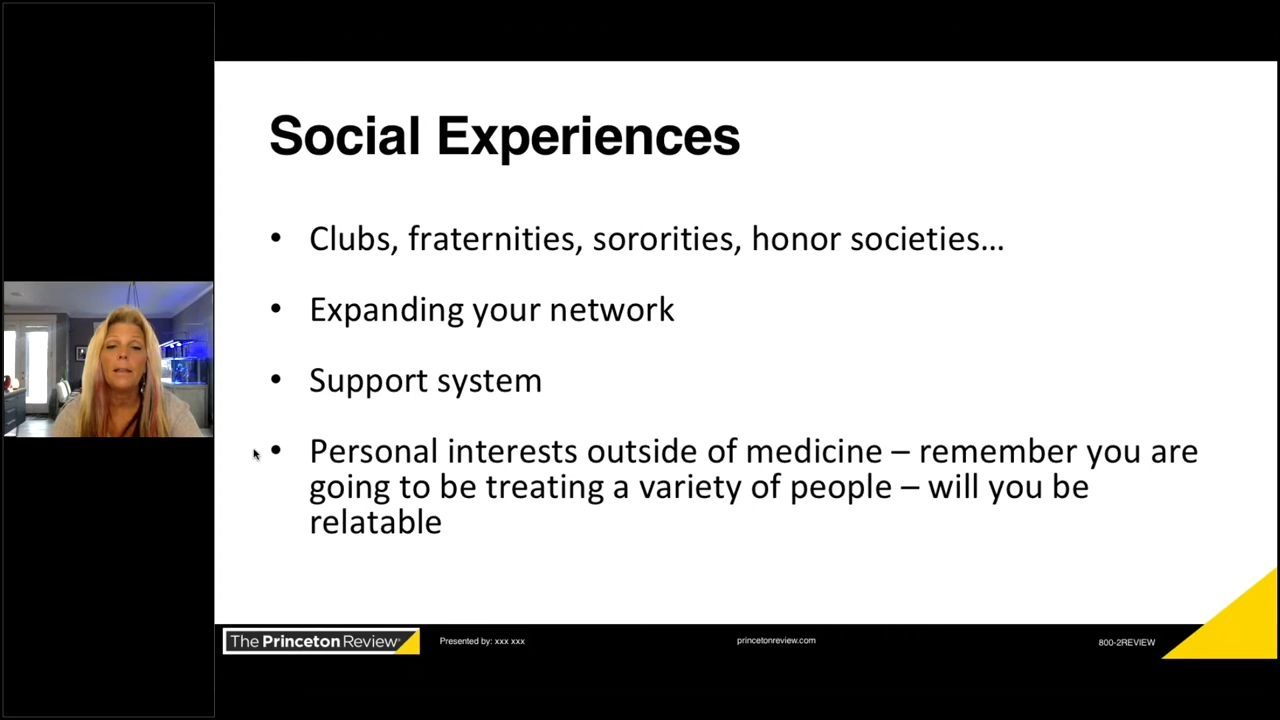 Social Experiences
• Clubs, fraternities, sororities, honor societies…
• Expanding your network
• Support system
• Personal interests outside of medicine – remember you are
going to be treating a variety of people – will you be
relatable
The Princeton Review®
Presented by: xxx xxx
princetonreview.com
800-2REVIEW